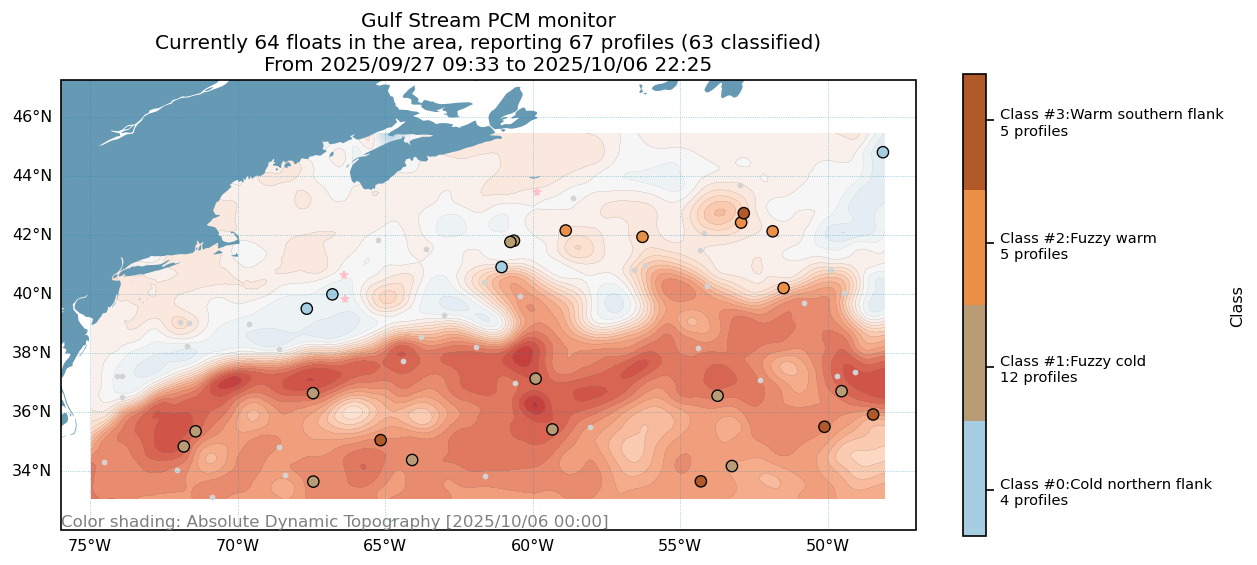 Gulf Stream PCM monitor
Currently 64 floats in the area, reporting 67 profiles (63 classified)
From 2025/09/27 09:33 to 2025/10/06 22:25
46°N
44°N
42°N
40°N
38°N
36°N
34°N
Color shading: Absolute Dynamic Topography [2025/10/06 00:00]
75°W
70°W
65°W
60°W
55°W
50°W
Class #3:Warm southern flank
5 profiles
Class #2:Fuzzy warm
5 profiles
Class #1:Fuzzy cold
12 profiles
Class #0:Cold northern flank
4 profiles
Class